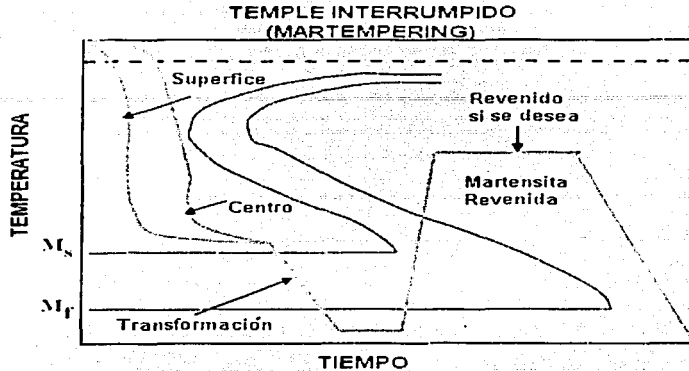 TEMPLE INTERRUMPIDO
(MARTEMPERING)
Superfice
Revenido
si se desea
TEMPERATURA
Martensita
Revenida
Centro
Ms
Mf
Transformación
TIEMPO